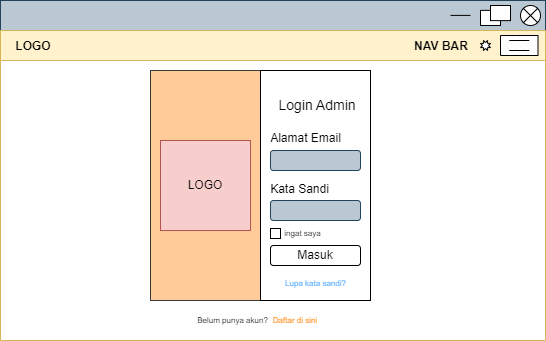 LOGO
NAV BAR
Login Admin
Alamat Email
LOGO
Kata Sandi
ingat saya
Masuk
Lupa kata sandi?
Belum punya akun? Daftar di sini